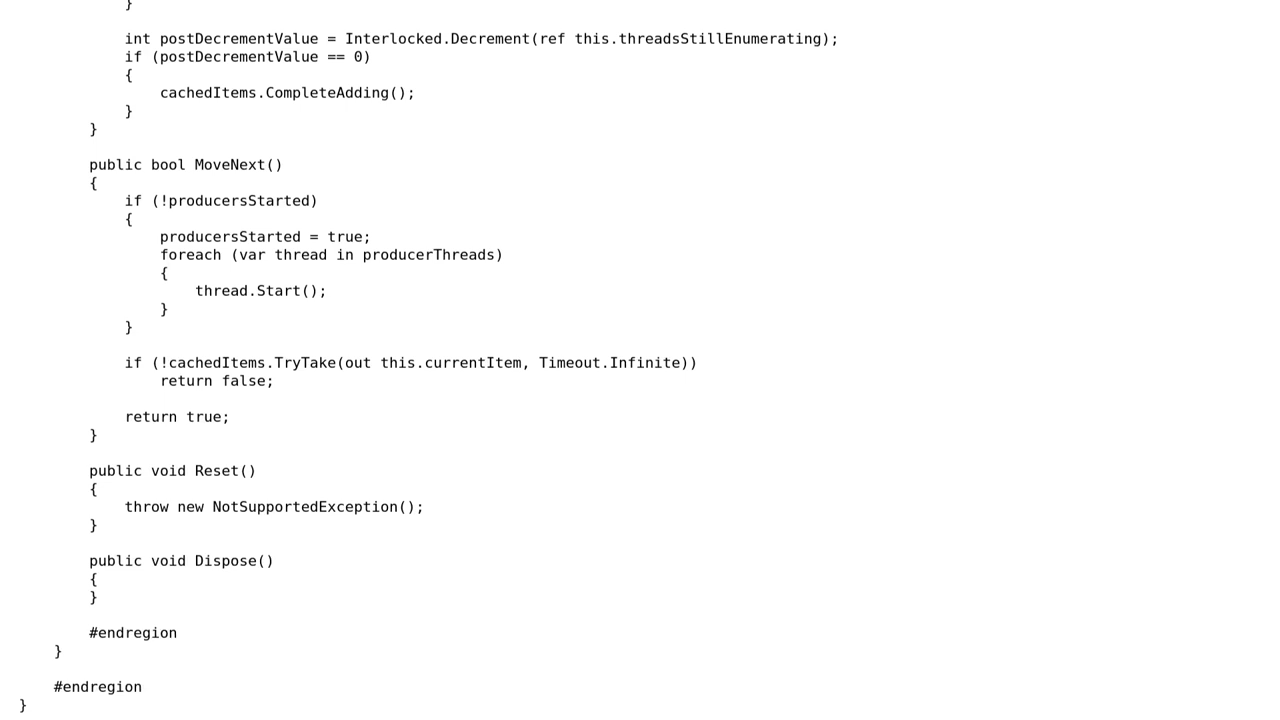 }

            int postDecrementValue = Interlocked.Decrement(ref this.threadsStillEnumerating);
            if (postDecrementValue == 0)
            {
                cachedItems.CompleteAdding();
            }
        }

        public bool MoveNext()
        {
            if (!producersStarted)
            {
                producersStarted = true;
                foreach (var thread in producerThreads)
                {
                    thread.Start();
                }
            }

            if (!cachedItems.TryTake(out this.currentItem, Timeout.Infinite))
                return false;

            return true;
        }

        public void Reset()
        {
            throw new NotSupportedException();
        }

        public void Dispose()
        {
        }

        #endregion
    }

    #endregion
}